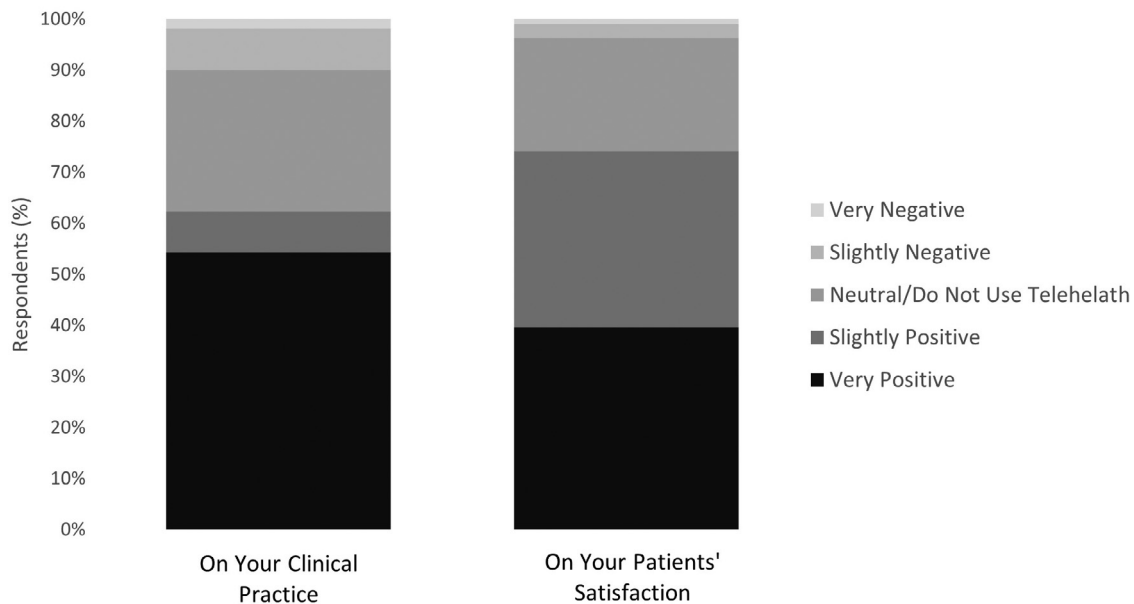 100%
90%
80%
70%
60%
50%
40%
30%
20%
10%
0%
Respondents (%)
On Your Clinical
Practice
On Your Patients'
Satisfaction
Very Negative
Slightly Negative
Neutral/Do Not Use Telehelath
Slightly Positive
Very Positive